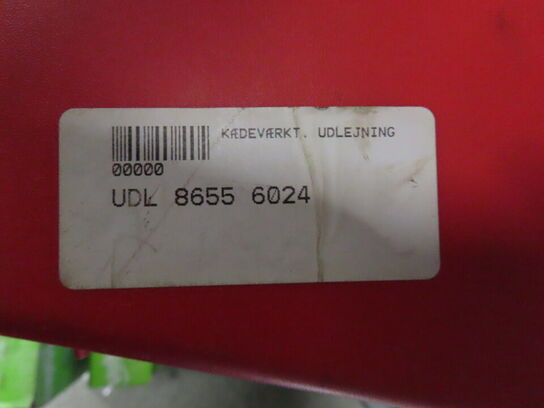 KÆDEVÆRKT. UDLEJNING
00000
UDL 8655 6024